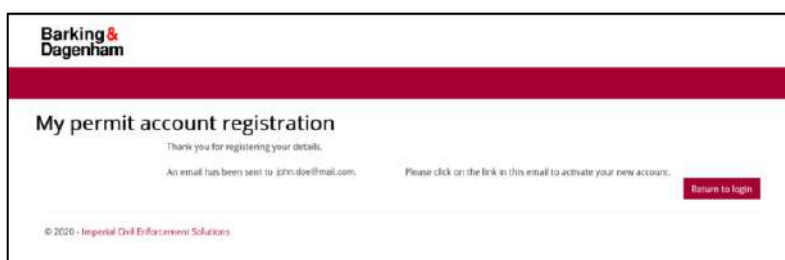 Barking&
Dagenham
My permit account registration
Thank you for registering your details.
An email has been sent to john.doe@mail.com. Please click on the link in this email to activate your new account.
Return to login
© 2020 - Imperial Civil Enforcement Solutions